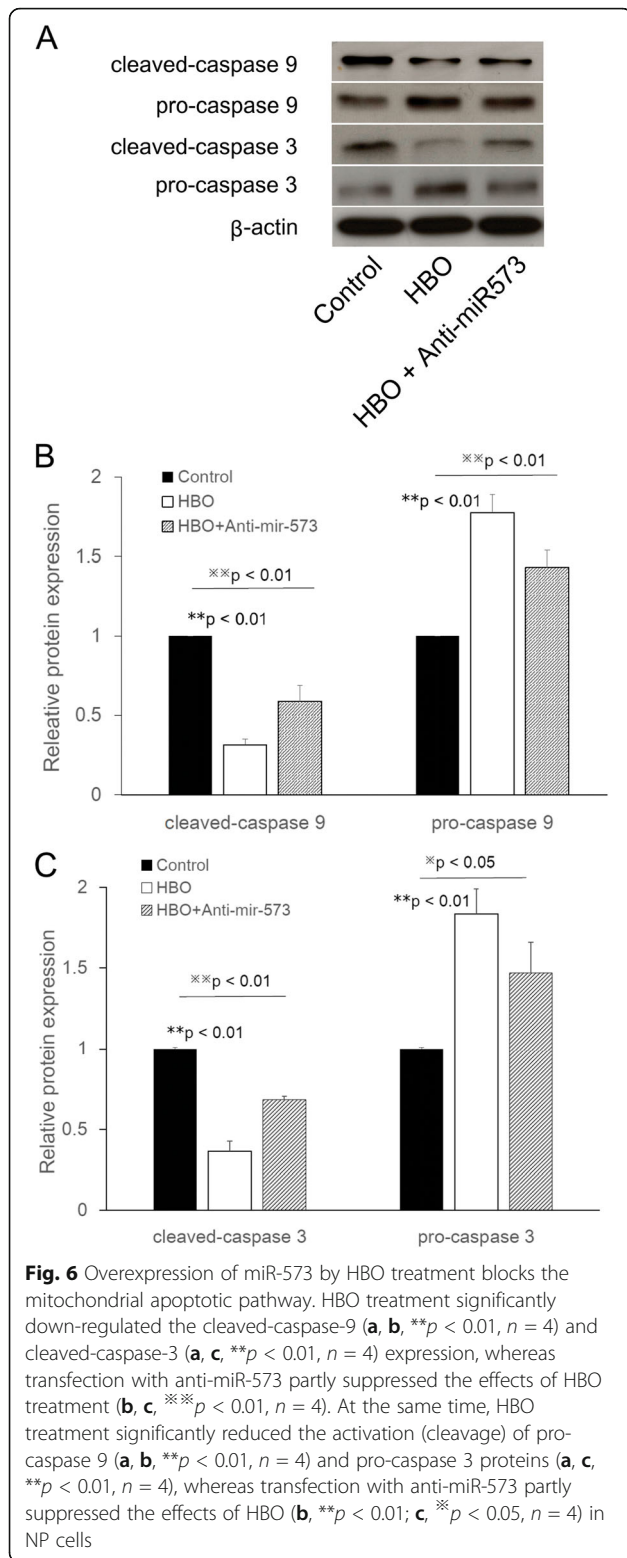 A
cleaved-caspase 9
pro-caspase 9
cleaved-caspase 3
pro-caspase 3
β-actin
Control
HBO
HBO + Anti-miR573
B
Releative protein expression
2
1.5
1
0.5
0
Control
HBO
HBO+Anti-mir-573
※※p < 0.01
**p < 0.01
※※p < 0.01
**p < 0.01
cleaved-caspase 9
pro-caspase 9
C
Relative protein expression
2
1.5
1
0.5
0
Control
HBO
HBO+Anti-mir-573
※※p < 0.01
**p < 0.01
※p < 0.05
**p < 0.01
cleaved-caspase 3
pro-caspase 3
Fig. 6 Overexpression of miR-573 by HBO treatment blocks the
mitochondrial apoptotic pathway. HBO treatment significantly
down-regulated the cleaved-caspase-9 (a, b, **p < 0.01, n = 4) and
cleaved-caspase-3 (a, c, **p < 0.01, n = 4) expression, whereas
transfection with anti-miR-573 partly suppressed the effects of HBO
treatment (b, c, ※※p < 0.01, n = 4). At the same time, HBO
treatment significantly reduced the activation (cleavage) of pro-
caspase 9 (a, b, **p < 0.01, n = 4) and pro-caspase 3 proteins (a, c,
**p < 0.01, n = 4), whereas transfection with anti-miR-573 partly
suppressed the effects of HBO (b, **p < 0.01; c, ※p < 0.05, n = 4) in
NP cells